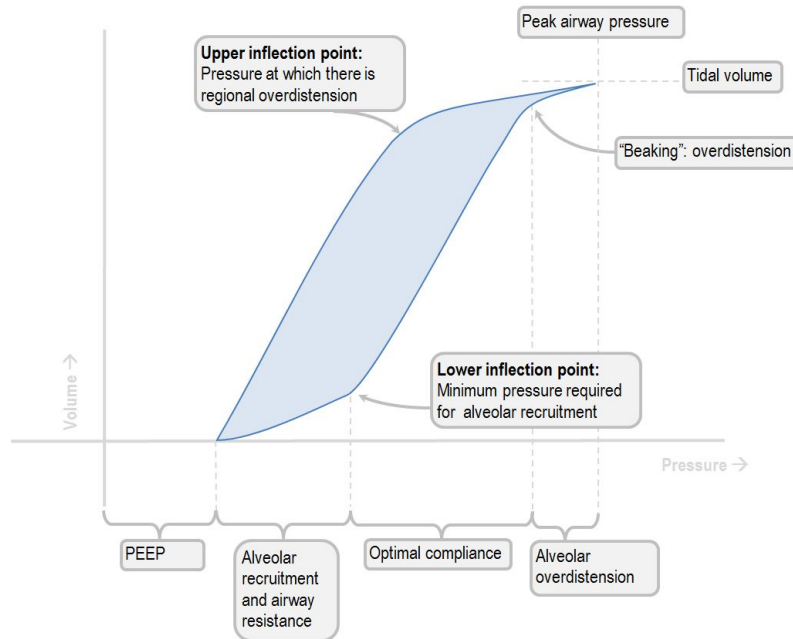 Peak airway pressure
Upper inflection point:
Pressure at which there is
regional overdistension
Tidal volume
“Beaking”: overdistension
Lower inflection point:
Minimum pressure required
for alveolar recruitment
Volume →
Pressure →
PEEP
Alveolar
recruitment
and airway
resistance
Optimal compliance
Alveolar
overdistension